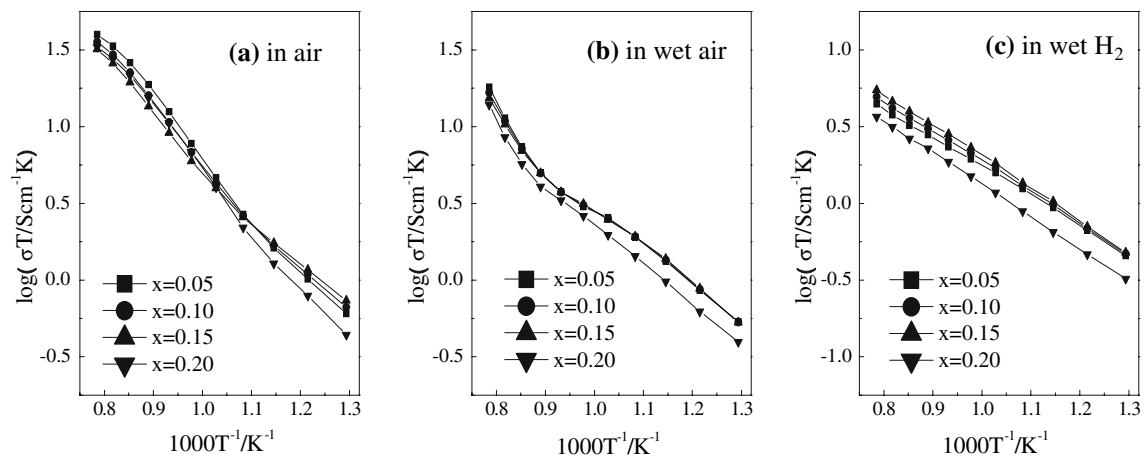 (a) in air
1.5
1.0
0.5
0.0
-0.5
log( σT/Scm⁻¹K)
x=0.05
x=0.10
x=0.15
x=0.20
0.8 0.9 1.0 1.1 1.2 1.3
1000T⁻¹/K⁻¹
(b) in wet air
1.5
1.0
0.5
0.0
-0.5
log( σT/Scm⁻¹K)
x=0.05
x=0.10
x=0.15
x=0.20
0.8 0.9 1.0 1.1 1.2 1.3
1000T⁻¹/K⁻¹
(c) in wet H₂
1.0
0.5
0.0
-0.5
-1.0
log( σT/Scm⁻¹K)
x=0.05
x=0.10
x=0.15
x=0.20
0.8 0.9 1.0 1.1 1.2 1.3
1000T⁻¹/K⁻¹